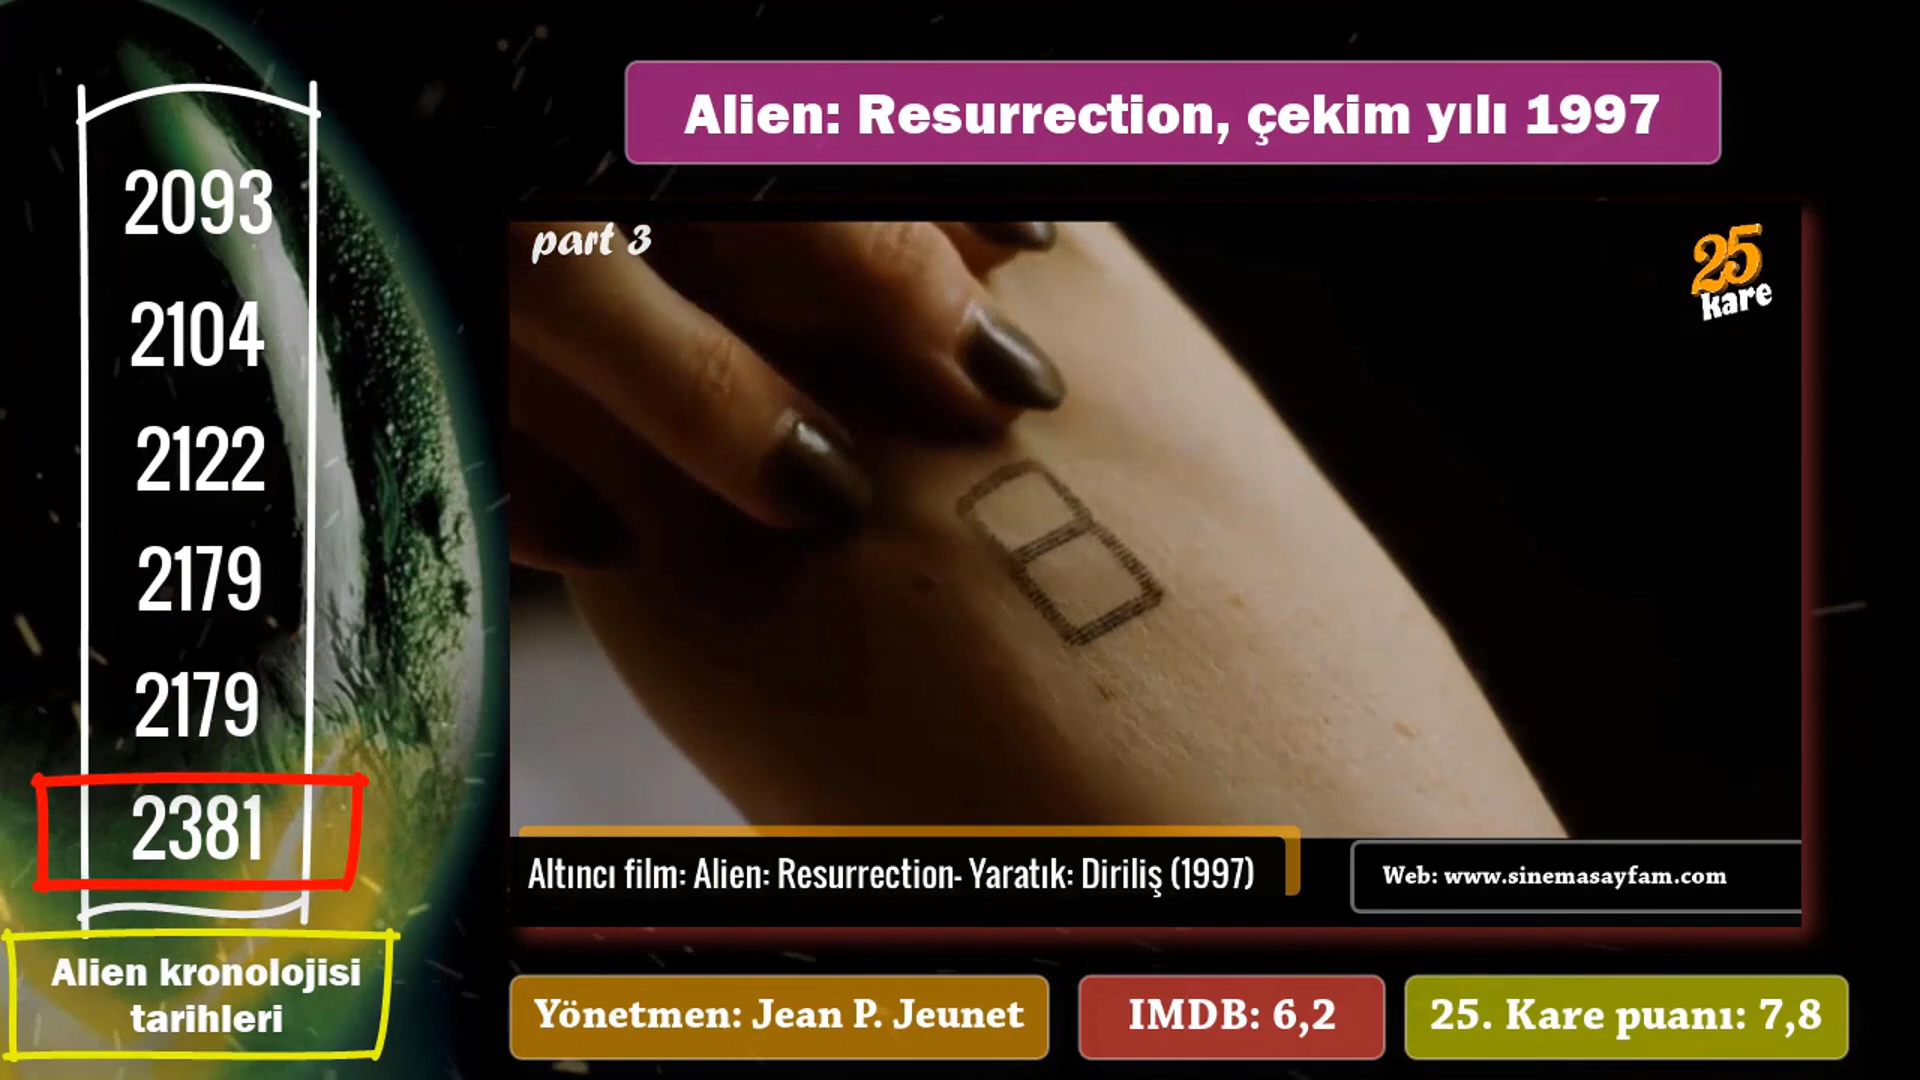 Alien: Resurrection, çekim yılı 1997
2093
2104
2122
2179
2179
2381
Alien kronolojisi
tarihleri
part 3
25
kare
8
Altıncı film: Alien: Resurrection- Yaratık: Diriliş (1997)
Web: www.sinemasayfam.com
Yönetmen: Jean P. Jeunet
IMDB: 6,2
25. Kare puanı: 7,8